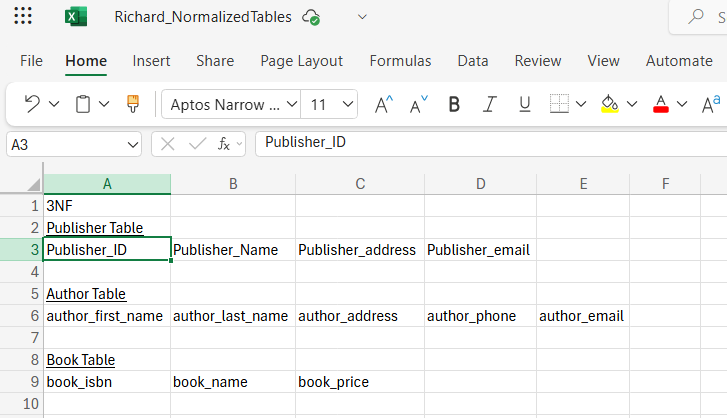 Richard_NormalizedTables
File Home Insert Share Page Layout Formulas Data Review View Automate
Aptos Narrow ... 11 A^ A˅ B I U A Aa
A3 fx Publisher_ID
A B C D E F
1 3NF
2 Publisher Table
3 Publisher_ID Publisher_Name Publisher_address Publisher_email
4
5 Author Table
6 author_first_name author_last_name author_address author_phone author_email
7
8 Book Table
9 book_isbn book_name book_price
10